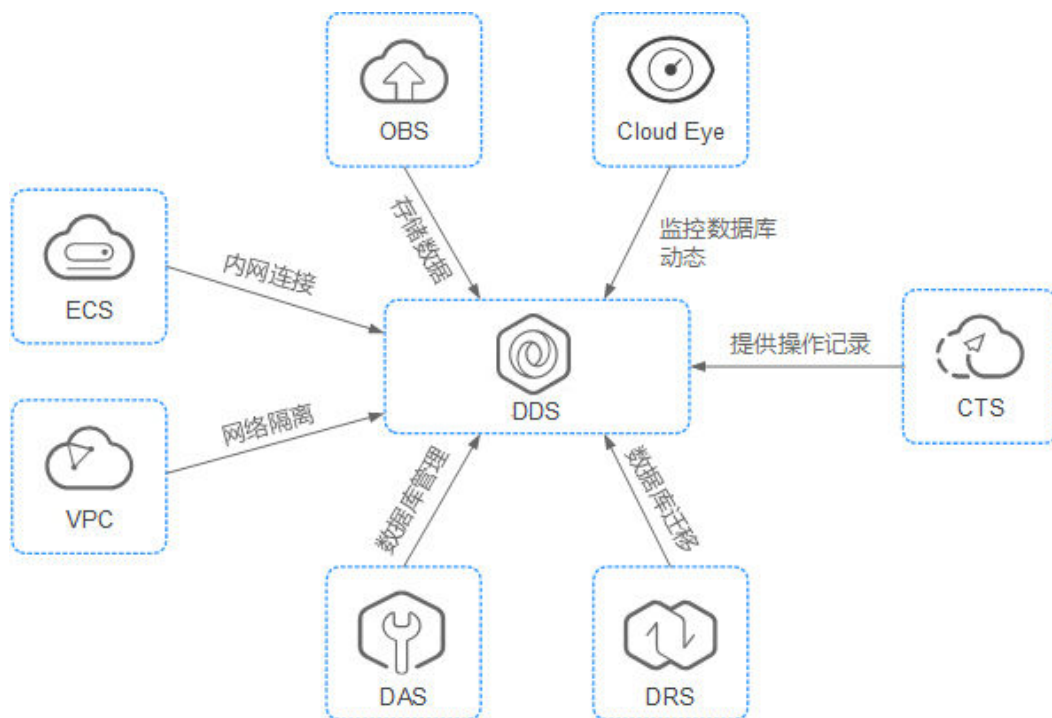 OBS
Cloud Eye
存储数据
监控数据库
动态
ECS
内网连接
DDS
提供操作记录
CTS
VPC
网络隔离
数据库管理
数据库迁移
DAS
DRS